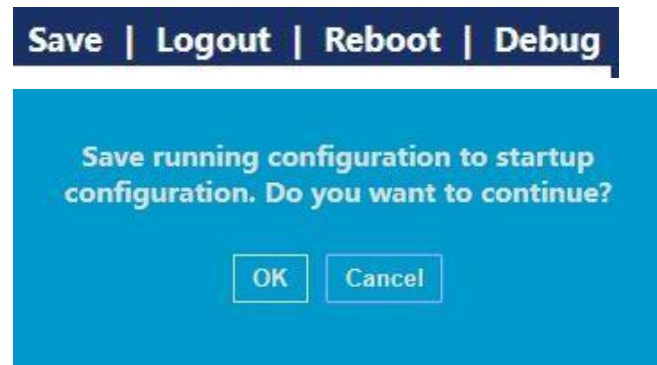 Save | Logout | Reboot | Debug
Save running configuration to startup
configuration. Do you want to continue?
OK Cancel